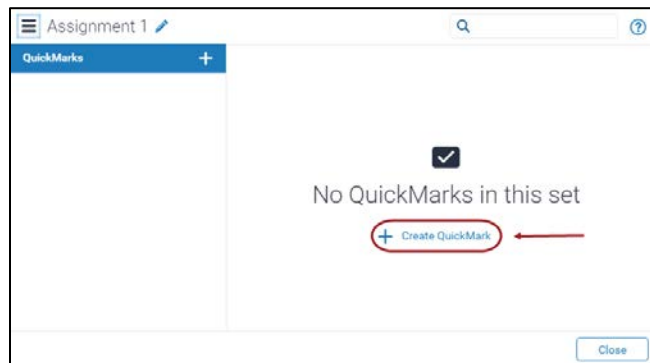 Assignment 1
QuickMarks
No QuickMarks in this set
Create QuickMark
Close